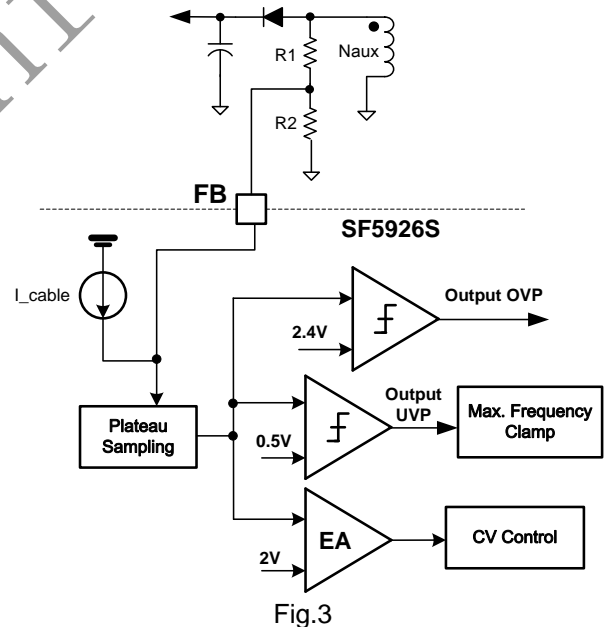 R1
Naux
R2
FB
SF5926S
I_cable
Output OVP
2.4V
Plateau
Sampling
Output
UVP
0.5V
Max. Frequency
Clamp
EA
2V
CV Control
Fig.3